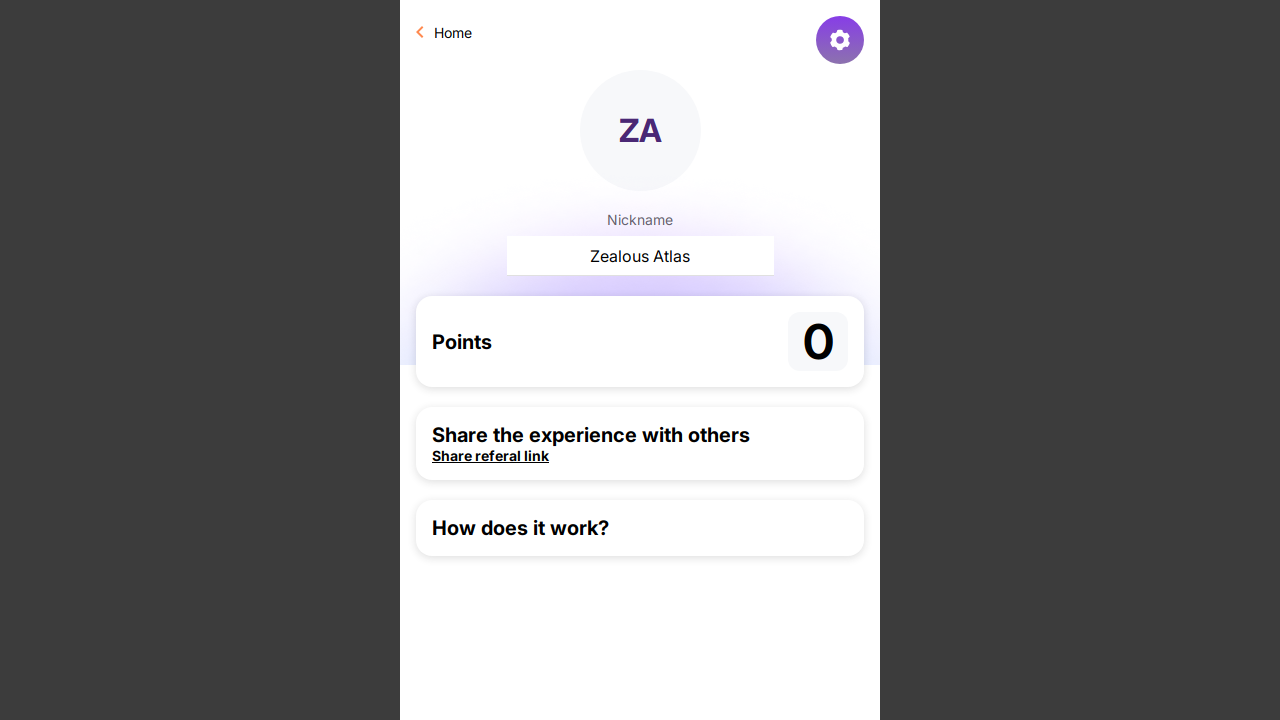 Home
ZA
Nickname
Zealous Atlas
Points
0
Share the experience with others
Share referal link
How does it work?